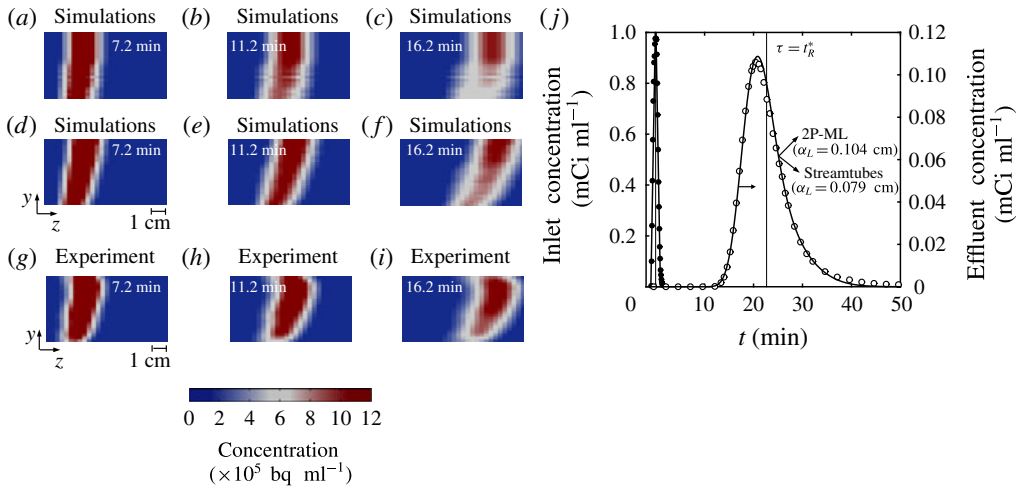 (a) Simulations
7.2 min
(b) Simulations
11.2 min
(c) Simulations
16.2 min
(d) Simulations
7.2 min
(e) Simulations
11.2 min
(f) Simulations
16.2 min
y
z
1 cm
(g) Experiment
7.2 min
(h) Experiment
11.2 min
(i) Experiment
16.2 min
y
z
1 cm
1 cm
0 2 4 6 8 10 12
Concentration
(×10⁵ bq ml⁻¹)
(j)
τ = t*_R
1.0
0.8
0.6
0.4
0.2
Inlet concentration
(mCi ml⁻¹)
0.12
0.10
0.08
0.06
0.04
0.02
0
Effluent concentration
(mCi ml⁻¹)
2P-ML
(α_L = 0.104 cm)
Streamtubes
(α_L = 0.079 cm)
3 0 10 20 30 40 50
t (min)